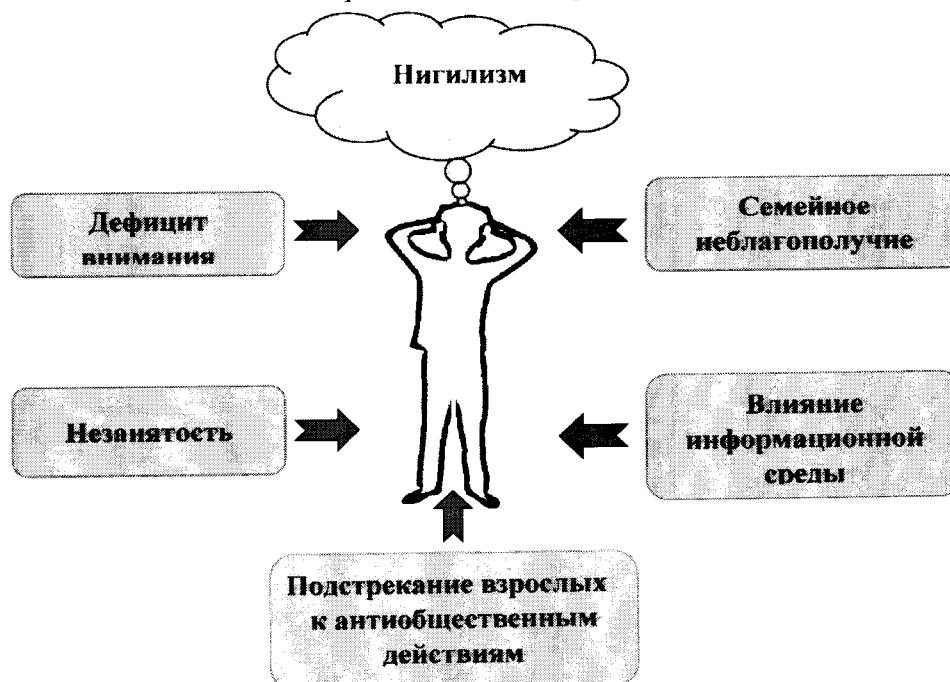 Нигилизм
Дефицит
внимания
Семейное
неблагополучие
Незанятость
Влияние
информационной
среды
Подстрекание взрослых
к антиобщественным
действиям